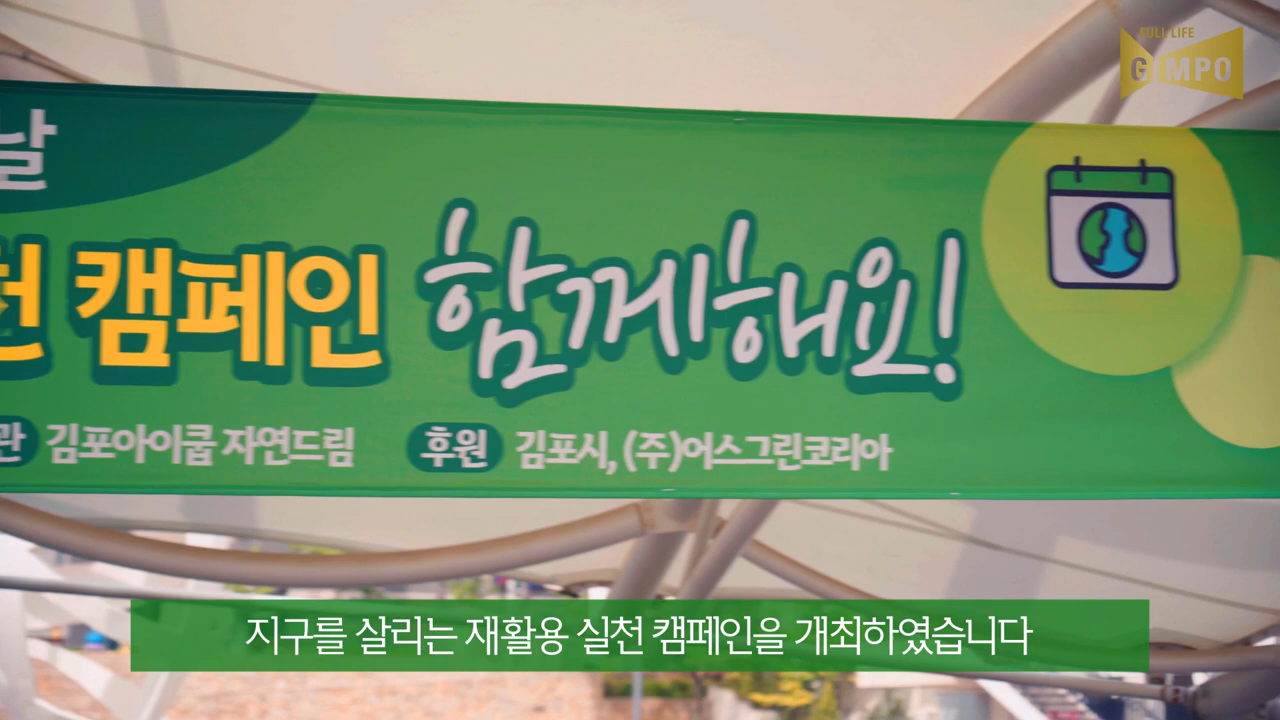 FULL LIFE
GIMPO
날
천 캠페인 함께해요!
관 김포아이쿱 자연드림 후원 김포시, (주)어스그린코리아
지구를 살리는 재활용 실천 캠페인을 개최하였습니다